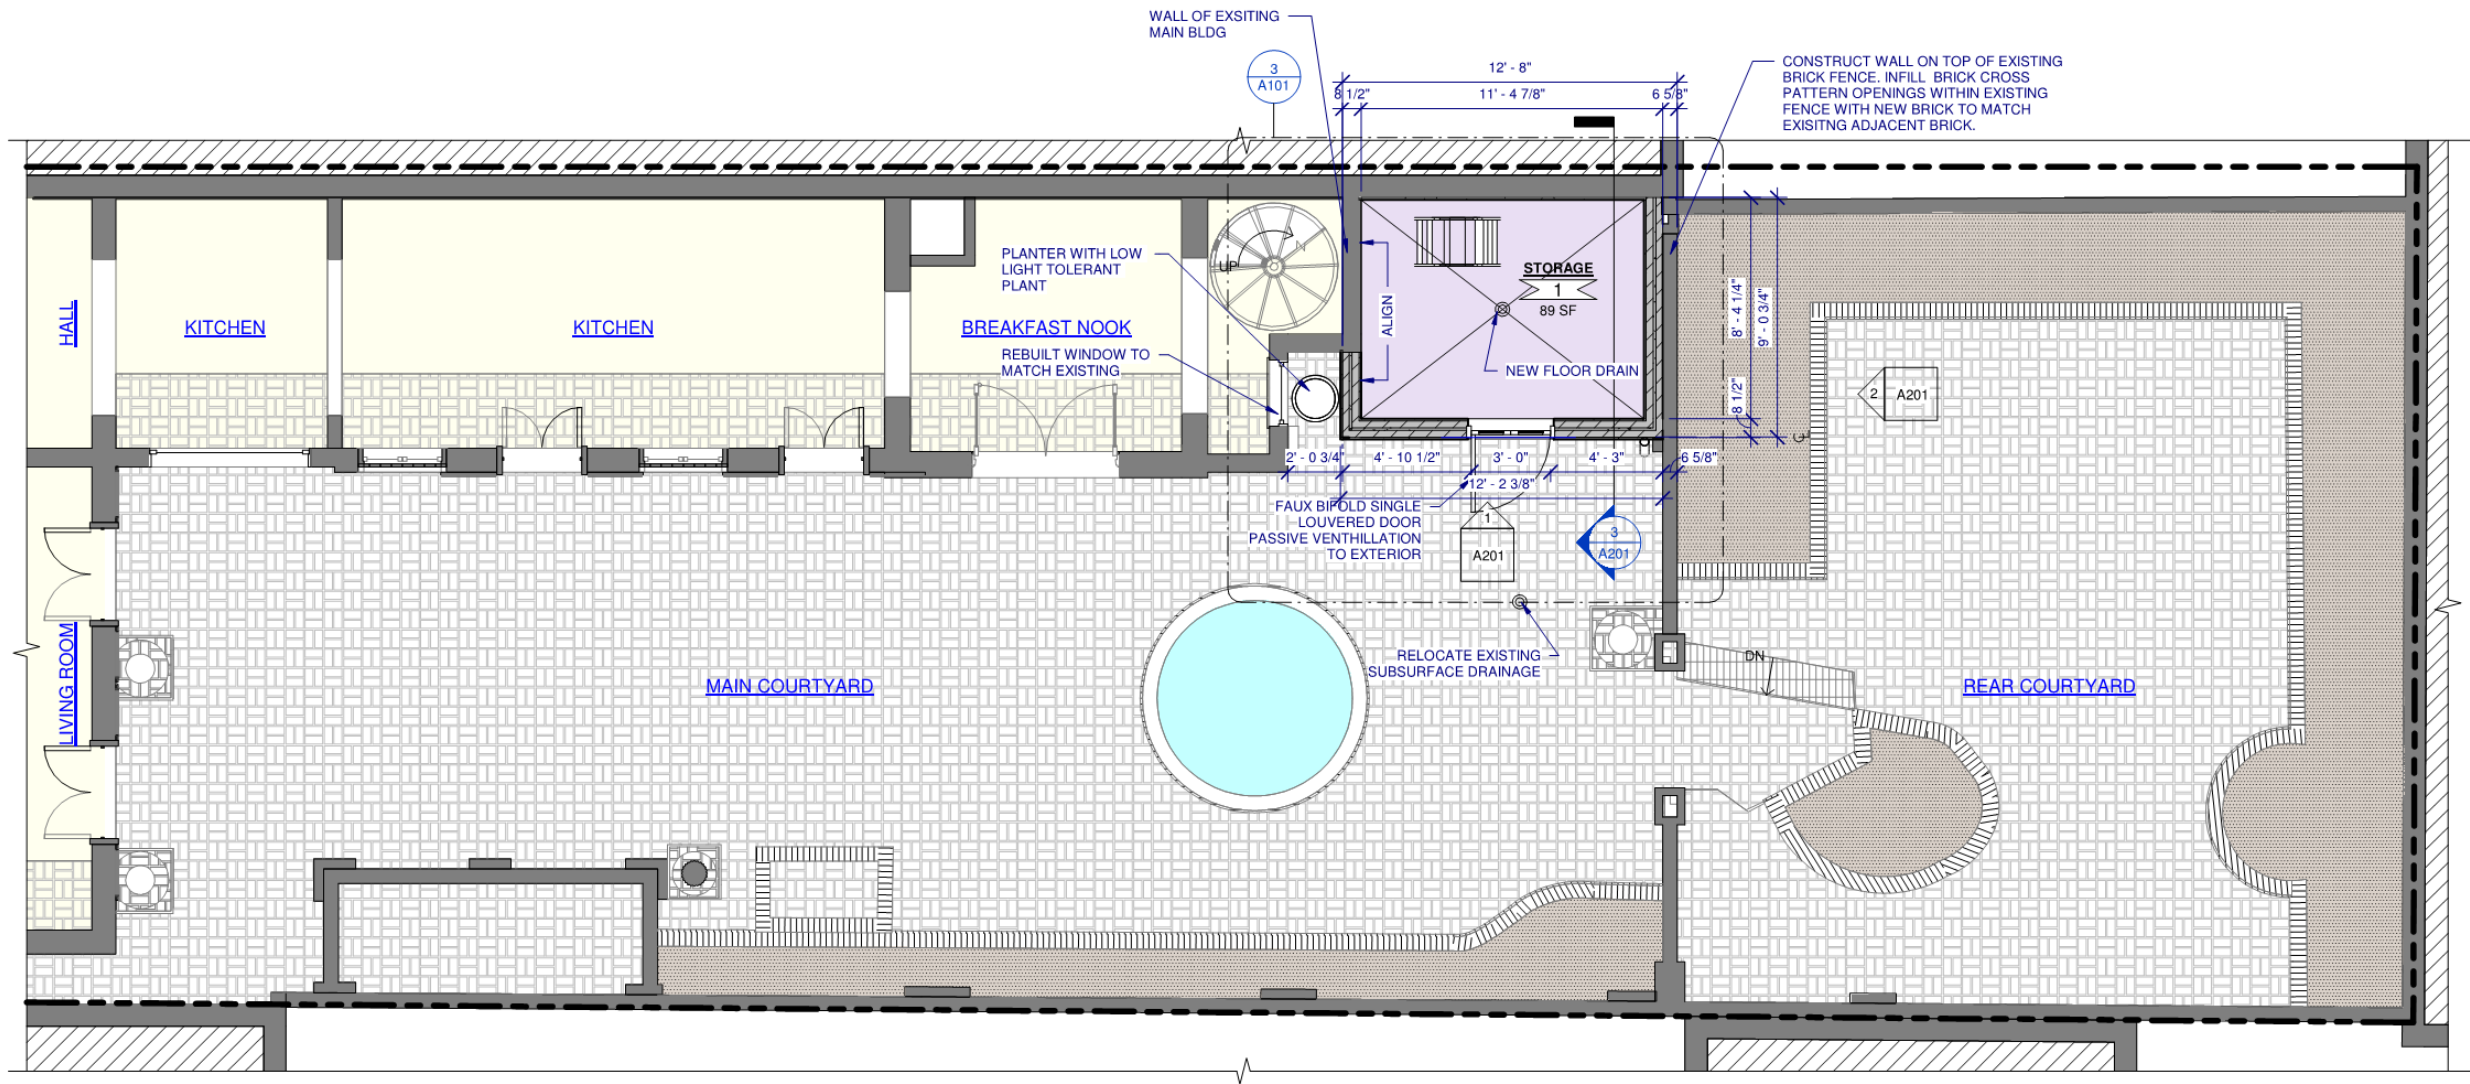 WALL OF EXSITING
MAIN BLDG
3
A101
12' - 8"
8 1/2"
11' - 4 7/8"
6 5/8"
CONSTRUCT WALL ON TOP OF EXISTING
BRICK FENCE. INFILL BRICK CROSS
PATTERN OPENINGS WITHIN EXISTING
FENCE WITH NEW BRICK TO MATCH
EXISITNG ADJACENT BRICK.
HALL
KITCHEN
KITCHEN
BREAKFAST NOOK
PLANTER WITH LOW
LIGHT TOLERANT
PLANT
UP
N
REBUILT WINDOW TO
MATCH EXISTING
ALIGN
STORAGE
1
89 SF
NEW FLOOR DRAIN
8' - 4 1/4"
9' - 0 3/4"
8 1/2"
2
A201
G
2' - 0 3/4"
4' - 10 1/2"
3' - 0"
4' - 3"
6 5/8"
12' - 2 3/8"
FAUX BIFOLD SINGLE
LOUVERED DOOR
PASSIVE VENTHILLATION
TO EXTERIOR
1
A201
3
A201
RELOCATE EXISTING
SUBSURFACE DRAINAGE
DN
LIVING ROOM
MAIN COURTYARD
REAR COURTYARD